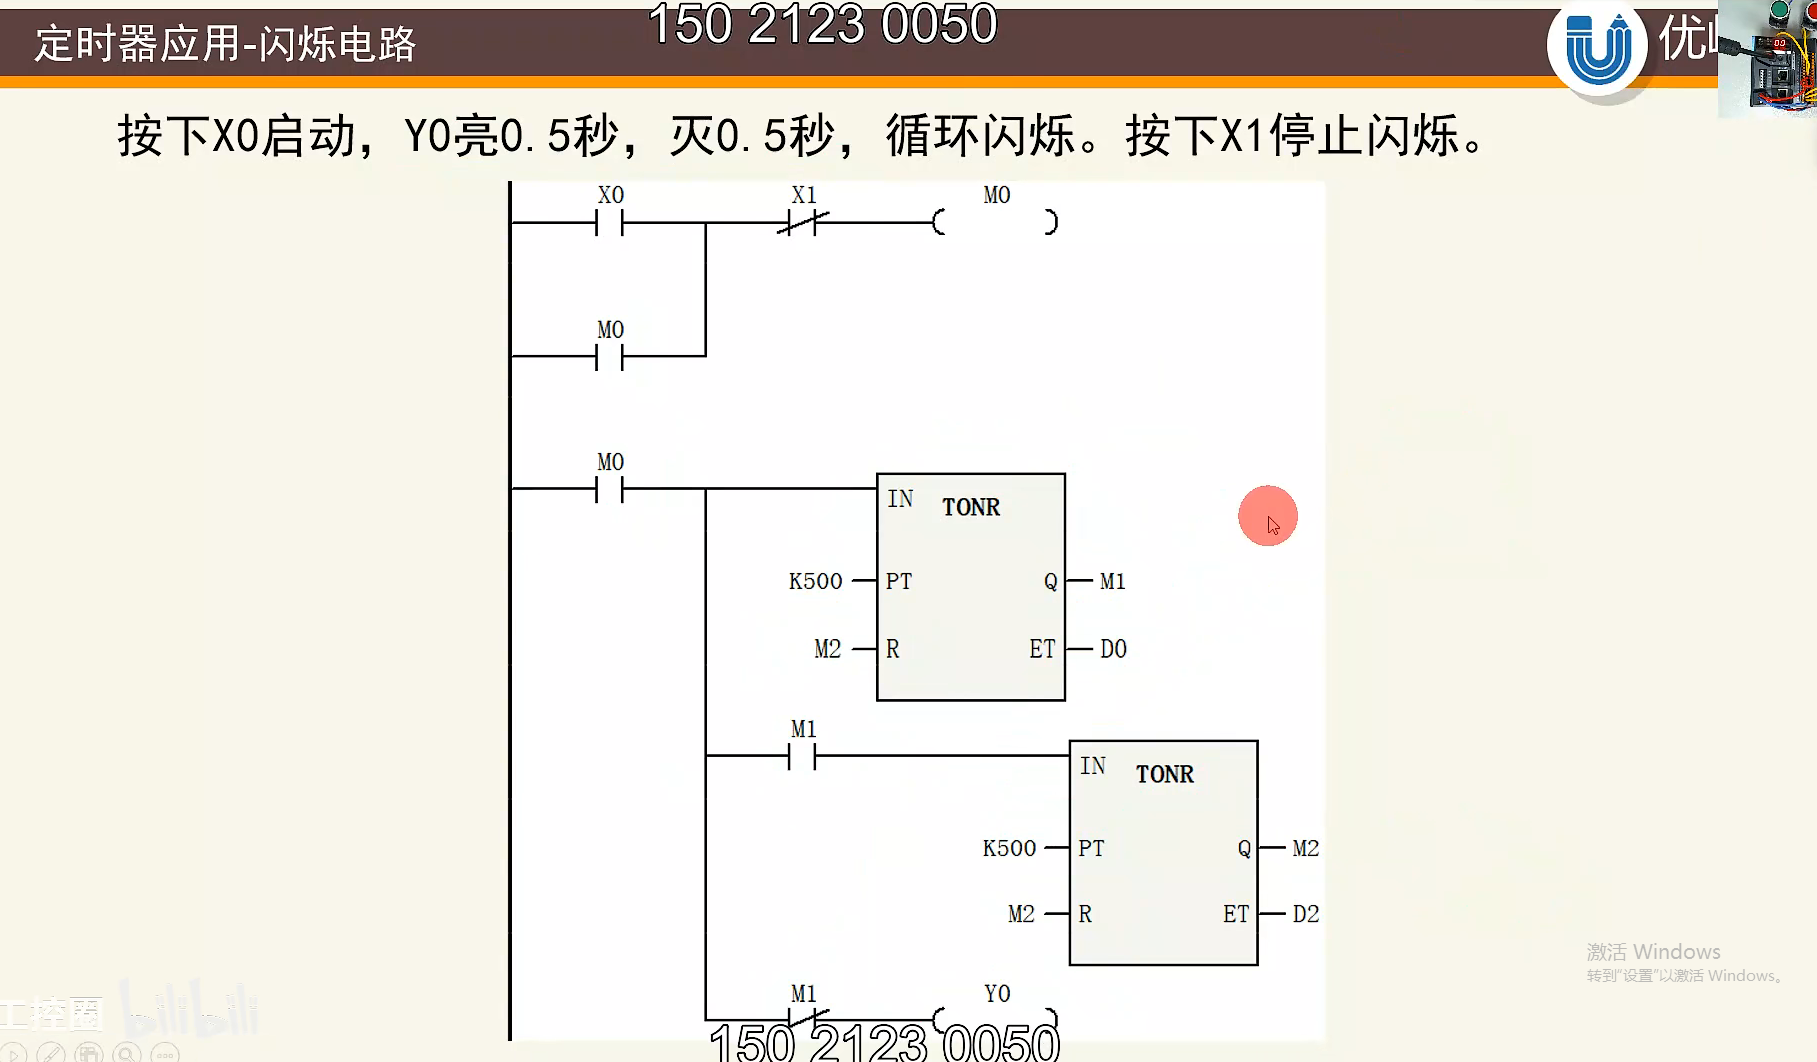 150 2123 0050
定时器应用-闪烁电路
优
按下X0启动，Y0亮0.5秒，灭0.5秒，循环闪烁。按下X1停止闪烁。
X0 X1 M0
M0
M0
IN TONR
K500 PT Q M1
M2 R ET D0
M1
IN TONR
K500 PT Q M2
M2 R ET D2
M1 Y0
激活 Windows
转到“设置”以激活 Windows。
工控圈 bilibili
150 2123 0050